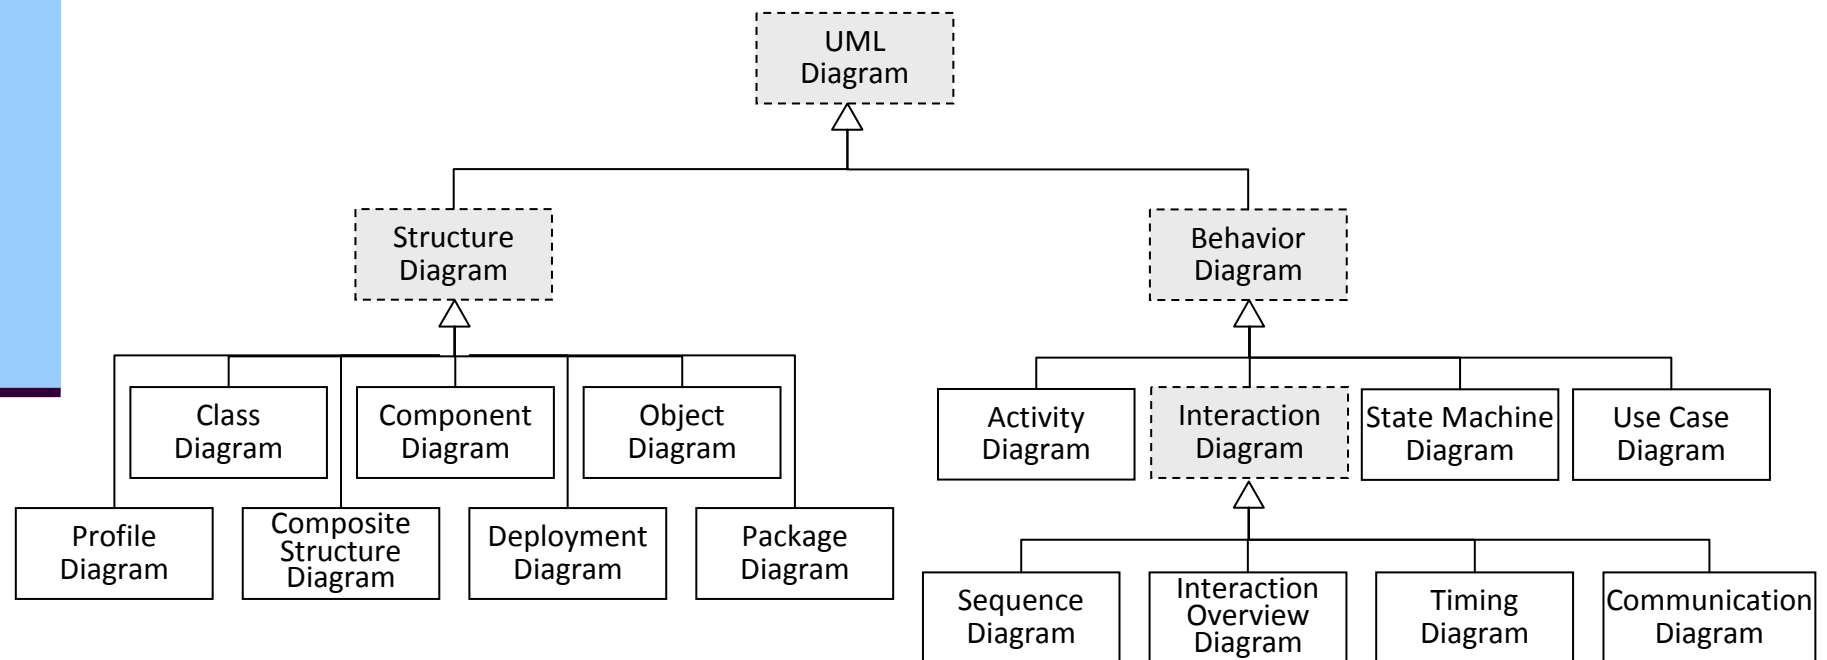 UML
Diagram
Structure
Diagram
Behavior
Diagram
Class
Diagram
Component
Diagram
Object
Diagram
Activity
Diagram
Interaction
Diagram
State Machine
Diagram
Use Case
Diagram
Profile
Diagram
Composite
Structure
Diagram
Deployment
Diagram
Package
Diagram
Sequence
Diagram
Interaction
Overview
Diagram
Timing
Diagram
Communication
Diagram